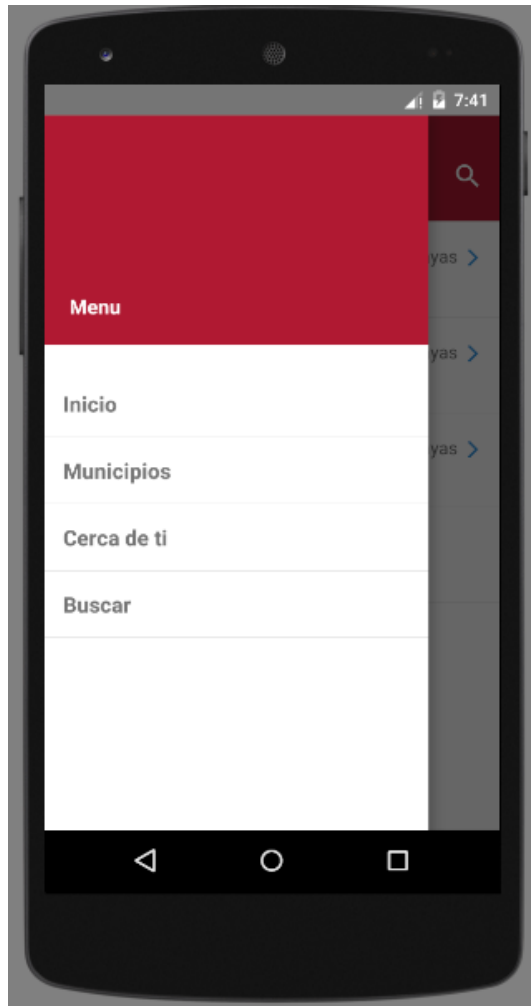 7:41
Menu
yas
Inicio
yas
Municipios
yas
Cerca de ti
Buscar